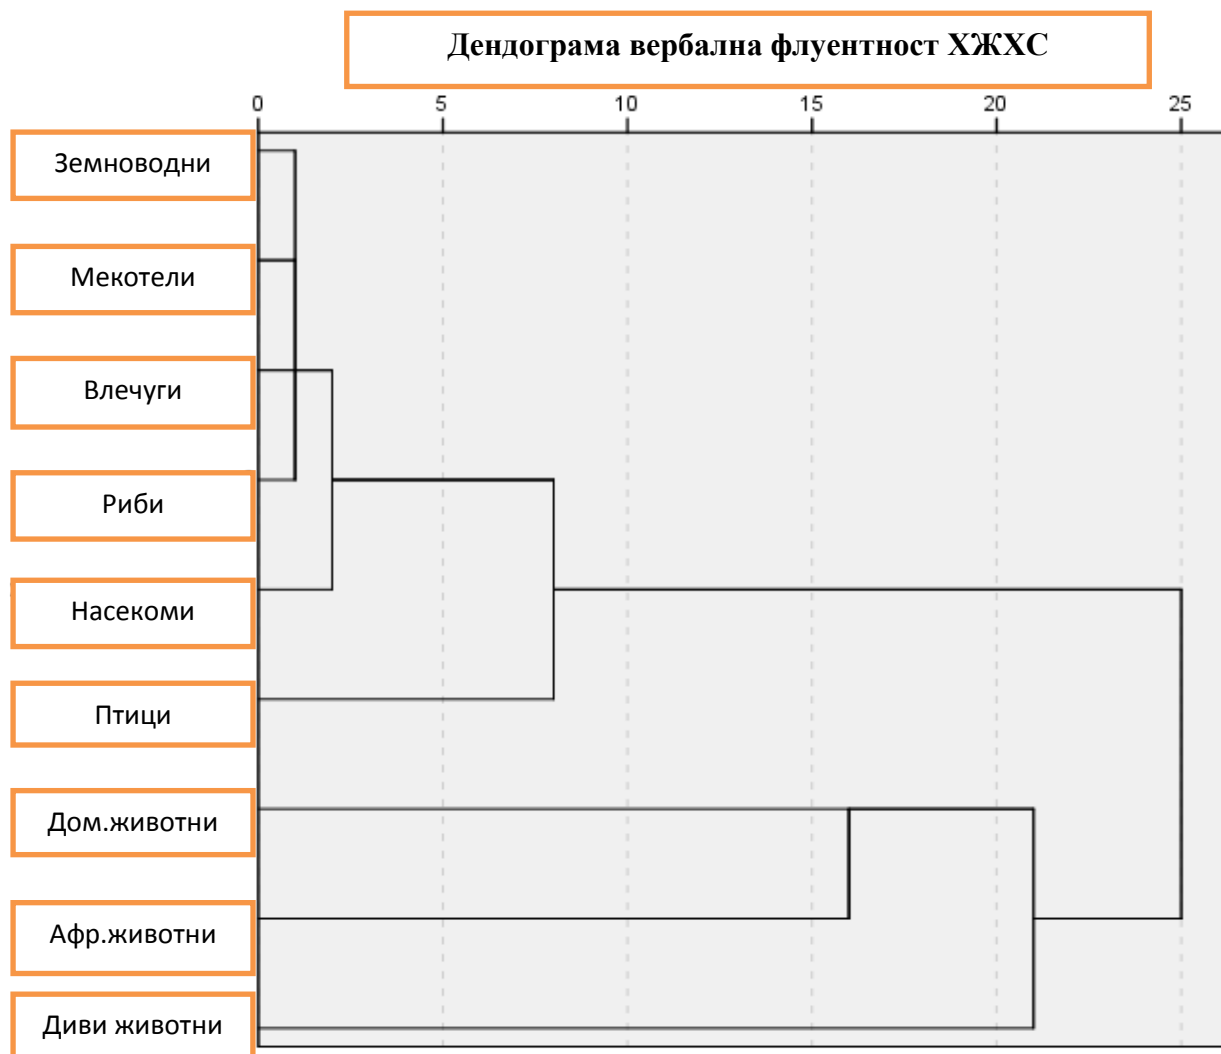 Дендограма вербална флуентност ХЖХС
0 5 10 15 20 25
Земноводни
Мекотели
Влечуги
Риби
Насекоми
Птици
Дом.животни
Афр.животни
Диви животни